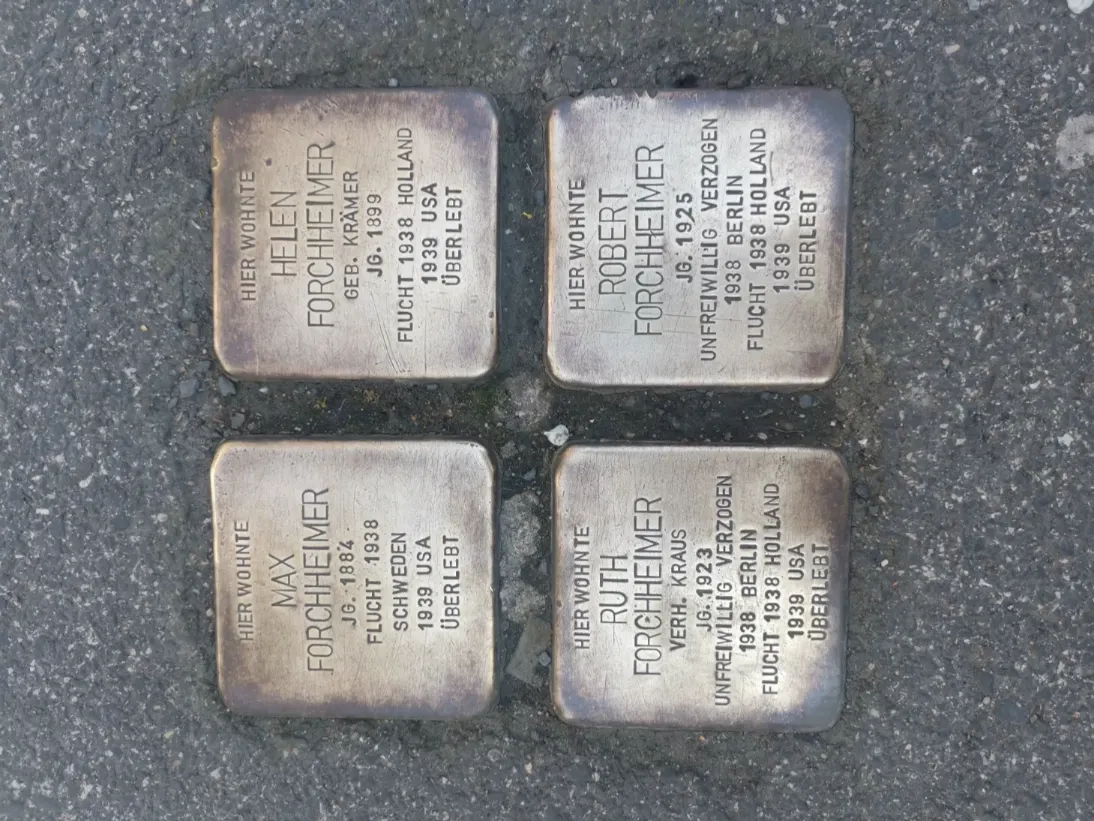 HIER WOHNTE
MAX
FORCHHEIMER
JG. 1884
FLUCHT 1938
SCHWEDEN
1939 USA
ÜBERLEBT
HIER WOHNTE
HELEN
FORCHHEIMER
GEB. KRÄMER
JG. 1899
FLUCHT 1938 HOLLAND
1939 USA
ÜBERLEBT
HIER WOHNTE
RUTH
FORCHHEIMER
VERH. KRAUS
JG. 1923
UNFREIWILLIG VERZOGEN
1938 BERLIN
FLUCHT 1938 HOLLAND
1939 USA
ÜBERLEBT
HIER WOHNTE
ROBERT
FORCHHEIMER
JG. 1925
UNFREIWILLIG VERZOGEN
1938 BERLIN
FLUCHT 1938 HOLLAND
1939 USA
ÜBERLEBT